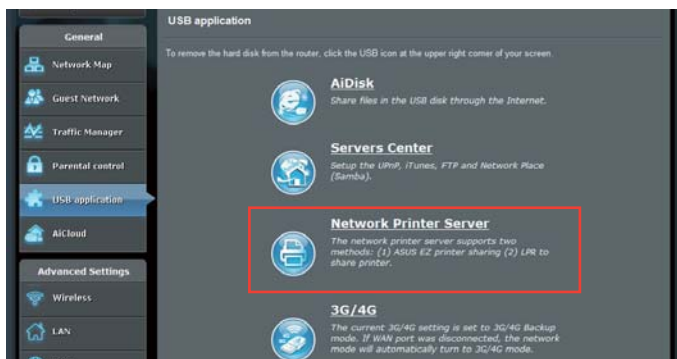 General
Network Map
Guest Network
Traffic Manager
Parental control
USB application
AiCloud
Advanced Settings
Wireless
LAN
USB application
To remove the hard disk from the router, click the USB icon at the upper right corner of your screen.
AiDisk
Share files in the USB disk through the Internet.
Servers Center
Setup the UPnP, iTunes, FTP and Network Place
(Samba).
Network Printer Server
The network printer server supports two
methods: (1) ASUS EZ printer sharing (2) LPR to
share printer.
3G/4G
The current 3G/4G setting is set to 3G/4G Backup
mode. If WAN port was disconnected, the network
mode will automatically turn to 3G/4G mode.